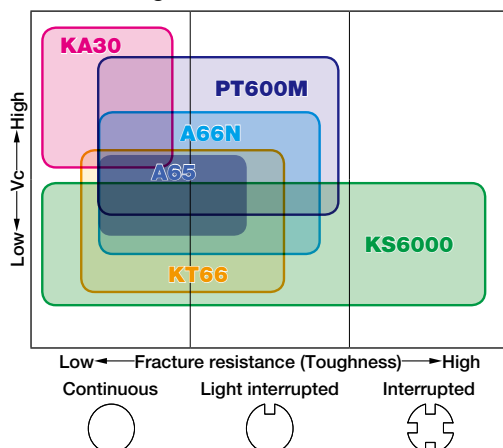 KA30
PT600M
A66N
A65
KS6000
KT66
Low Vc High
Low Fracture resistance (Toughness) High
Continuous Light interrupted Interrupted